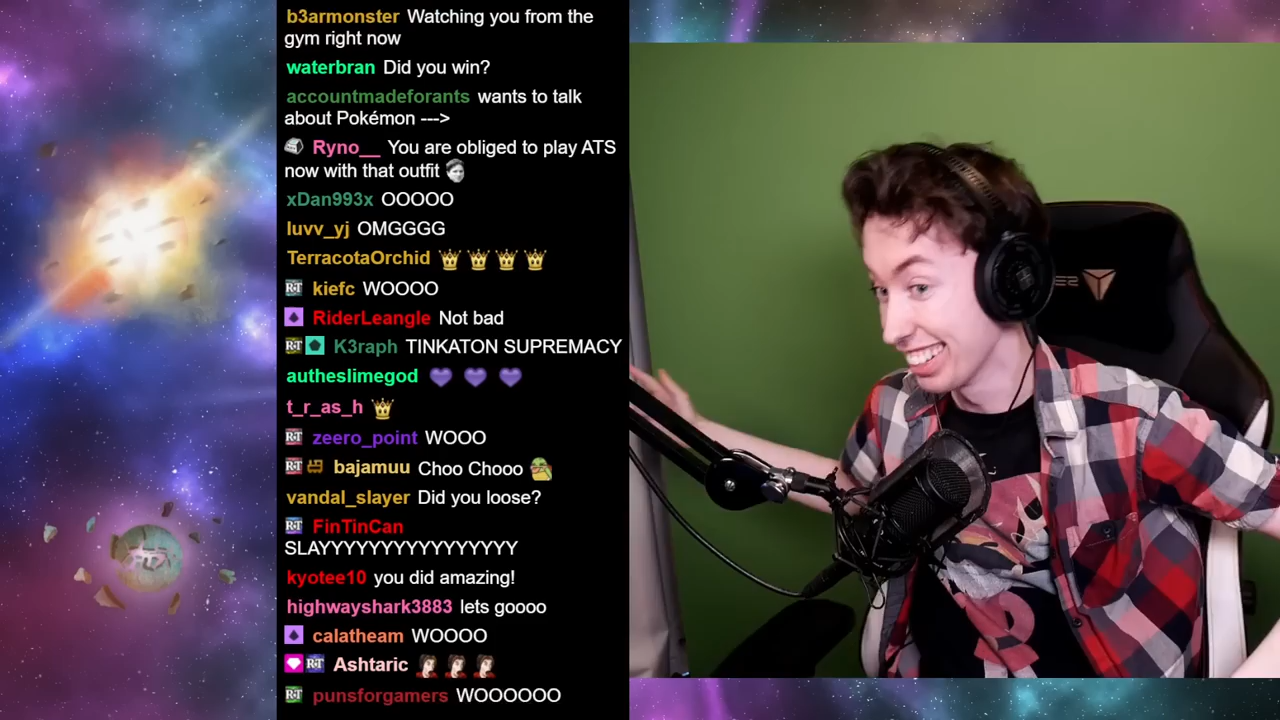 b3armonster Watching you from the
gym right now
waterbran Did you win?
accountmadeforants wants to talk
about Pokémon --->
Ryno__ You are obliged to play ATS
now with that outfit
xDan993x OOOOO
luvv_yj OMGGGG
TerracotaOrchid
R•T kiefc WOOOO
RiderLeangle Not bad
R•T K3raph TINKATON SUPREMACY
autheslimegod
t_r_as_h
R•T zeero_point WOOO
R•T bajamuu Choo Chooo
vandal_slayer Did you loose?
R•T FinTinCan
SLAYYYYYYYYYYYYYYYY
kyotee10 you did amazing!
highwayshark3883 lets goooo
calatheam WOOOO
R•T Ashtaric
R•T punsforgamers WOOOOOO